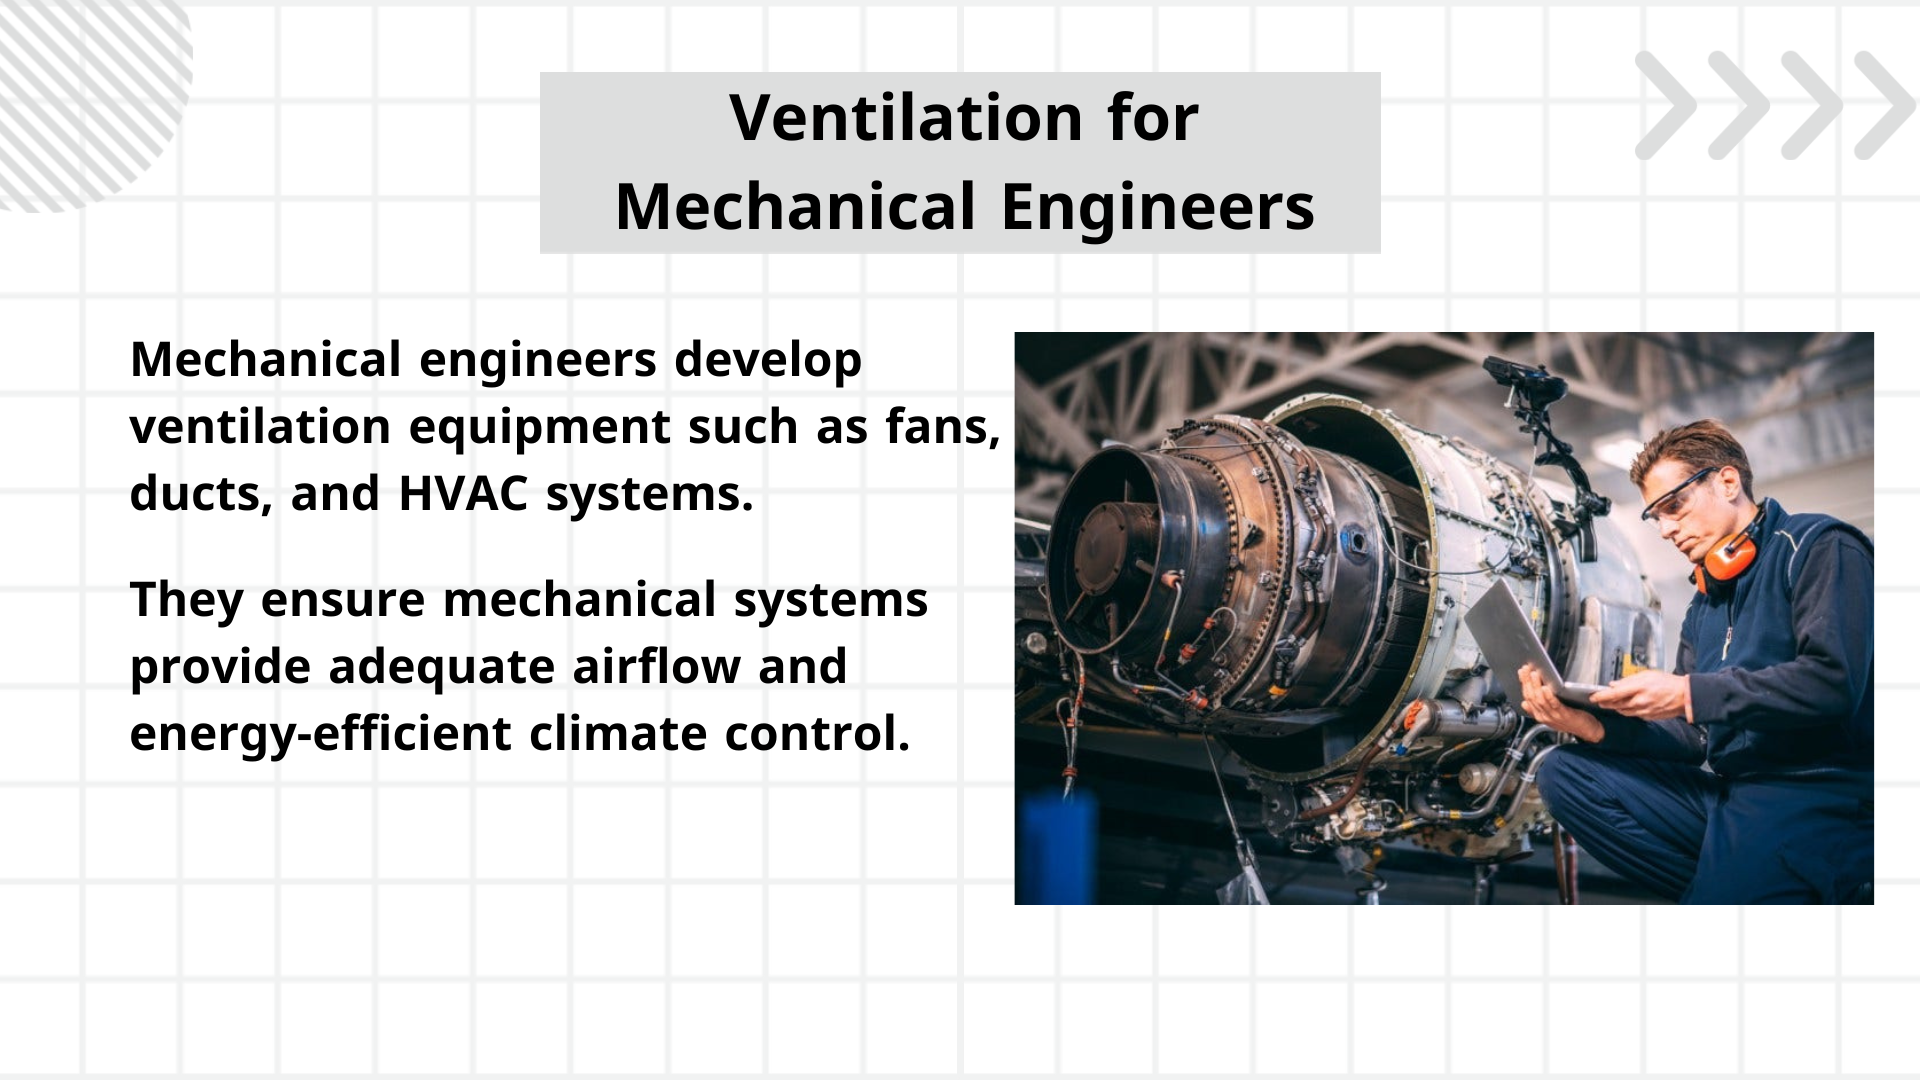 Ventilation for
Mechanical Engineers
Mechanical engineers develop
ventilation equipment such as fans,
ducts, and HVAC systems.
They ensure mechanical systems
provide adequate airflow and
energy-efficient climate control.